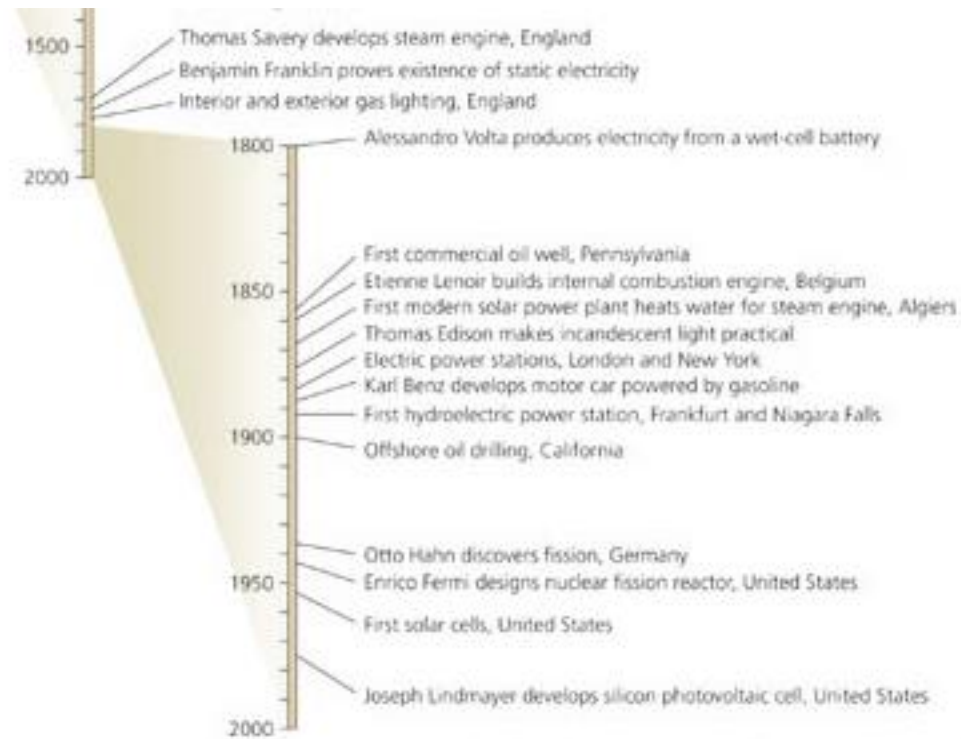 1500
Thomas Savery develops steam engine, England
Benjamin Franklin proves existence of static electricity
Interior and exterior gas lighting, England
2000
1800
Alessandro Volta produces electricity from a wet-cell battery
First commercial oil well, Pennsylvania
Etienne Lenoir builds internal combustion engine, Belgium
1850
First modern solar power plant heats water for steam engine, Algiers
Thomas Edison makes incandescent light practical
Electric power stations, London and New York
Karl Benz develops motor car powered by gasoline
First hydroelectric power station, Frankfurt and Niagara Falls
1900
Offshore oil drilling, California
Otto Hahn discovers fission, Germany
1950
Enrico Fermi designs nuclear fission reactor, United States
First solar cells, United States
Joseph Lindmayer develops silicon photovoltaic cell, United States
2000